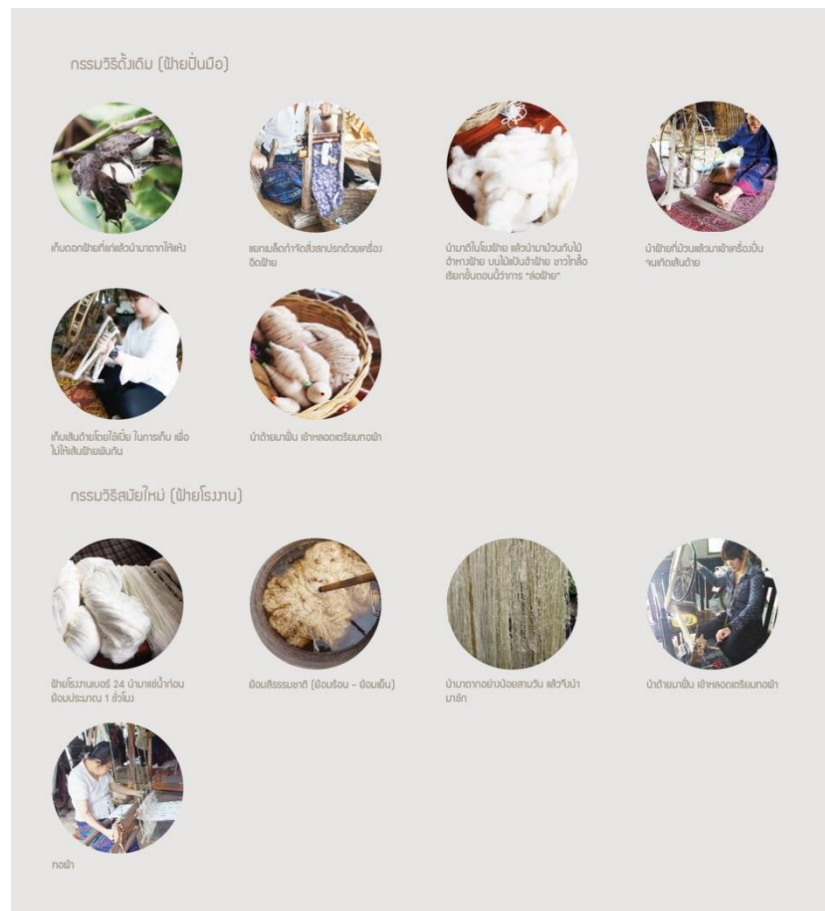 กรรมวิธีดั้งเดิม (ฝ้ายปั่นมือ)
เก็บดอกฝ้ายที่แก่แล้วนำมาตากให้แห้ง
แยกเมล็ดกำจัดสิ่งสกปรกด้วยเครื่อง
อิดฝ้าย
นำมาตีในโซงฝ้าย แล้วนำมาม้วนกับไม้
ฮำหางฝ้าย บนไม้แป้นฮำฝ้าย ชาวไทลื้อ
เรียกขั้นตอนนี้ว่าการ “ล่อฝ้าย”
นำฝ้ายที่ม้วนแล้วมาเข้าเครื่องปั่น
จนเกิดเส้นด้าย
เก็บเส้นด้ายโดยใช้เปี๋ย ในการเก็บ เพื่อ
ไม่ให้เส้นฝ้ายพันกัน
นำด้ายมาฟั่น เข้าหลอดเตรียมทอผ้า
กรรมวิธีสมัยใหม่ (ฝ้ายโรงงาน)
ฝ้ายโรงงานเบอร์ 24 นำมาแช่น้ำก่อน
ย้อมประมาณ 1 ชั่วโมง
ย้อมสีธรรมชาติ (ย้อมร้อน - ย้อมเย็น)
นำมาตากอย่างน้อยสามวัน แล้วจึงนำ
มาซัก
นำด้ายมาฟั่น เข้าหลอดเตรียมทอผ้า
ทอผ้า